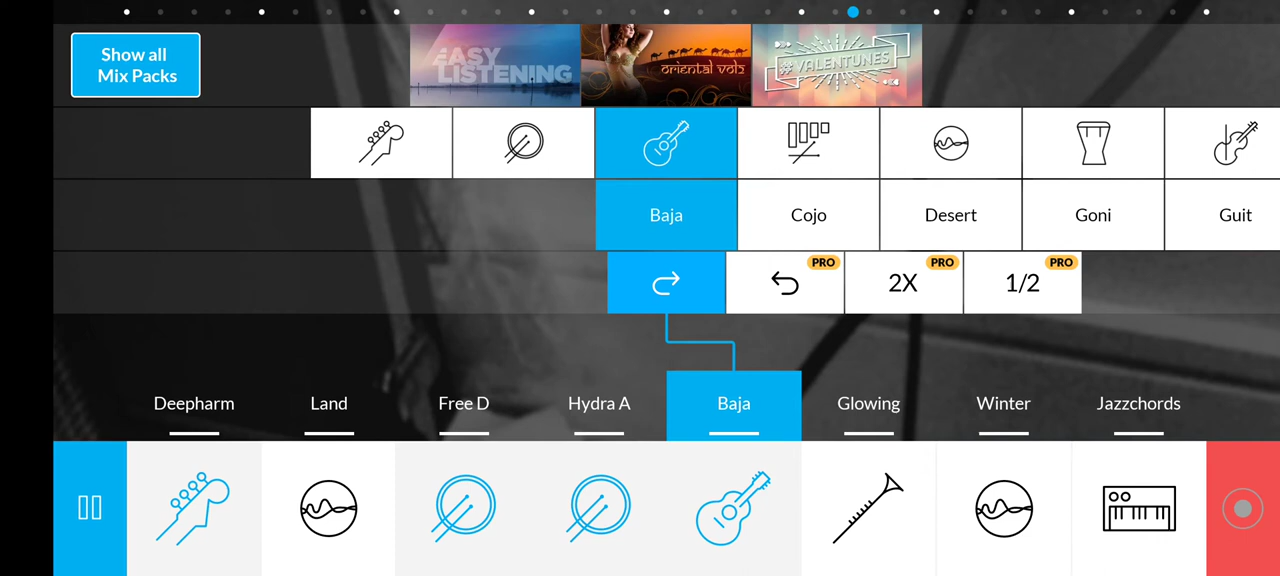 Show all
Mix Packs
EASY
LISTENING
oriental vol2
#VALENTUNES
Baja
Cojo
Desert
Goni
Guit
PRO
PRO
PRO
2X
1/2
Deepharm
Land
Free D
Hydra A
Baja
Glowing
Winter
Jazzchords